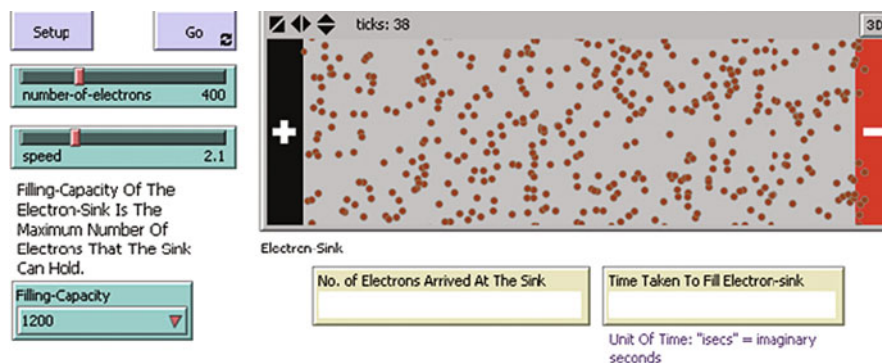 Setup
Go
number-of-electrons 400
speed 2.1
Filling-Capacity Of The
Electron-Sink Is The
Maximum Number Of
Electrons That The Sink
Can Hold.
Filling-Capacity
1200
ticks: 38
3D
+
−
Electron-Sink
No. of Electrons Arrived At The Sink
Time Taken To Fill Electron-sink
Unit Of Time: "isecs" = imaginary
seconds